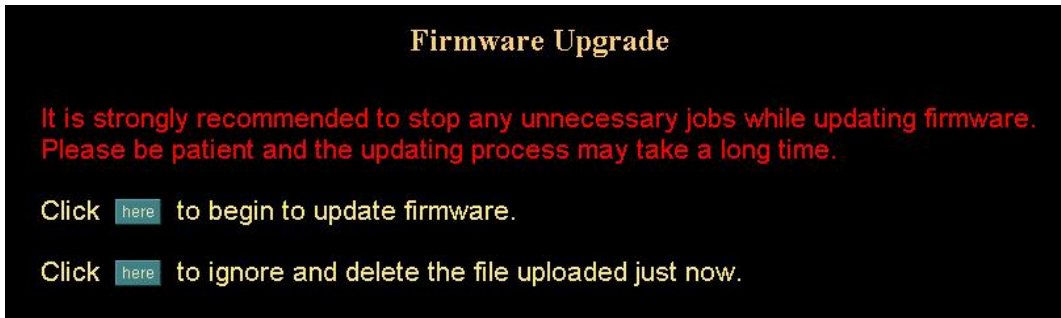 Firmware Upgrade
It is strongly recommended to stop any unnecessary jobs while updating firmware.
Please be patient and the updating process may take a long time.
Click here to begin to update firmware.
Click here to ignore and delete the file uploaded just now.